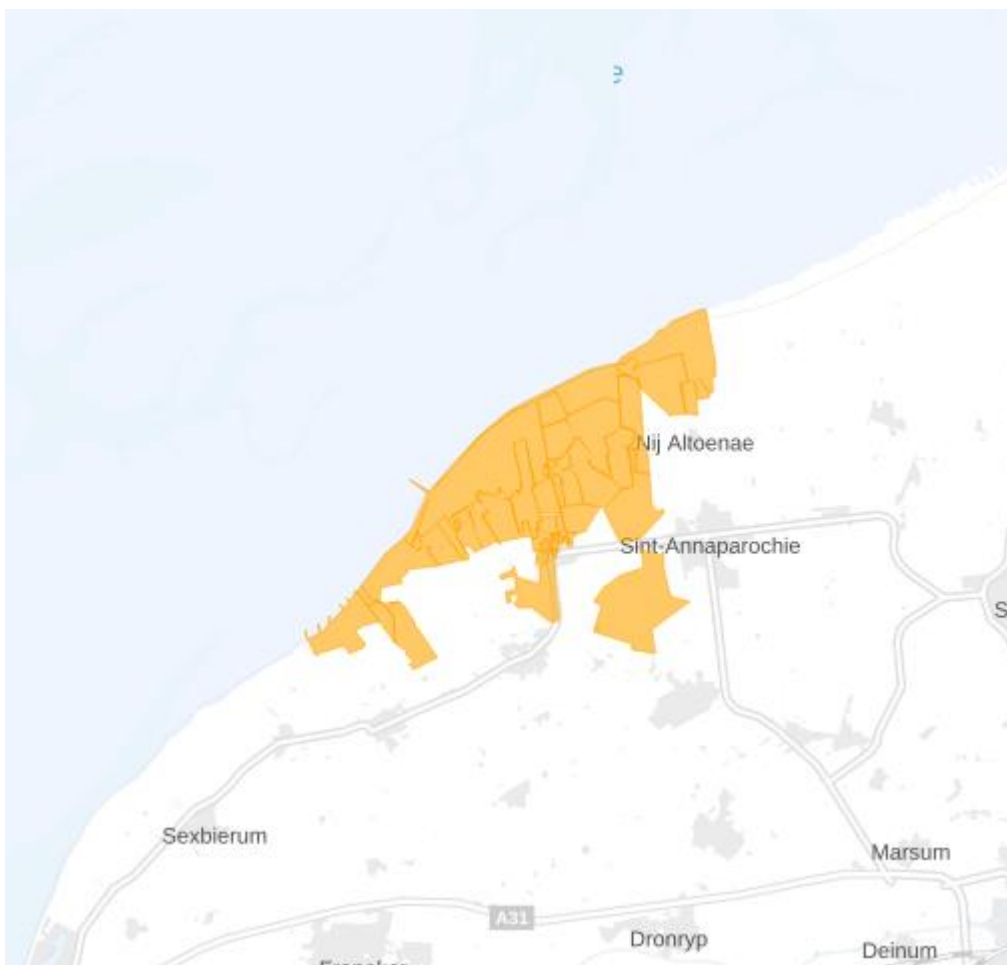 e
Nij Altoenae
Sint-Annaparochie
S
Sexbierum
Marsum
A31
Dronryp
Deinum